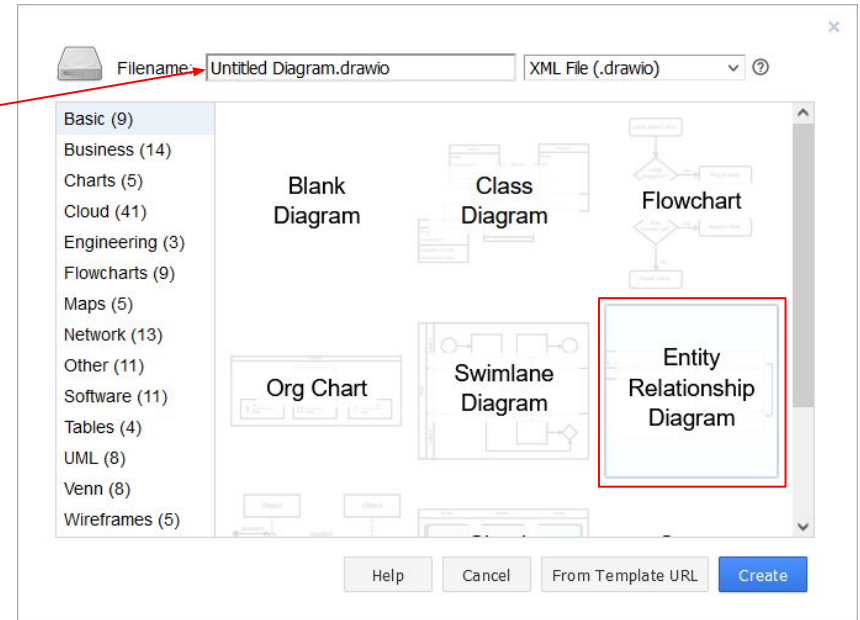 Filename:
Untitled Diagram.drawio
XML File (.drawio)
Basic (9)
Business (14)
Charts (5)
Cloud (41)
Engineering (3)
Flowcharts (9)
Maps (5)
Network (13)
Other (11)
Software (11)
Tables (4)
UML (8)
Venn (8)
Wireframes (5)
Blank
Diagram
Class
Diagram
Flowchart
Org Chart
Swimlane
Diagram
Entity
Relationship
Diagram
Object
Object
Help
Cancel
From Template URL
Create